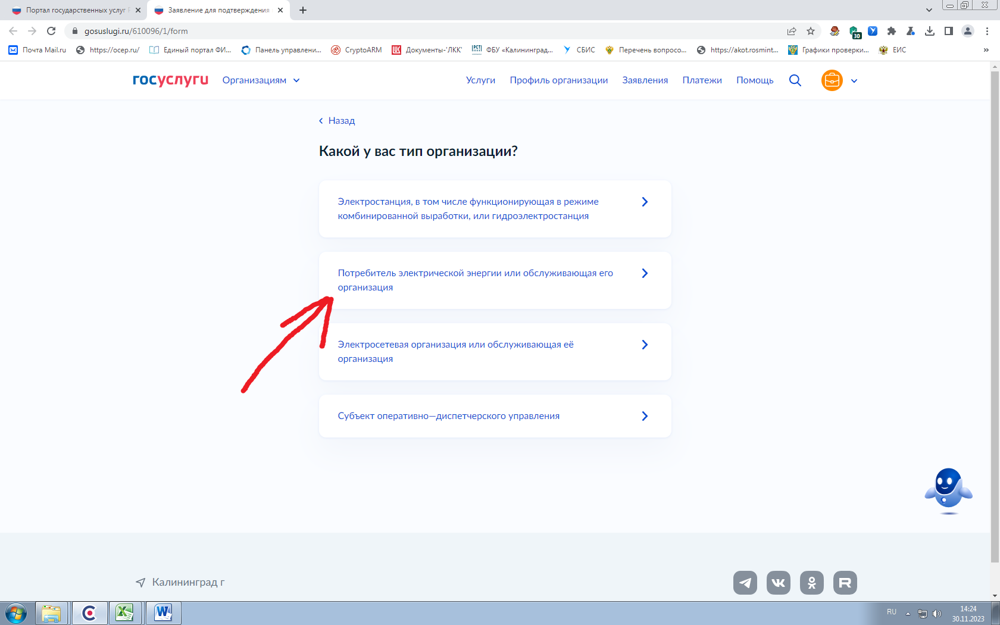 Портал государственных услуг Р
Заявление для подтверждения
gosuslugi.ru/610096/1/form
30
Почта Mail.ru
https://ocep.ru/
Единый портал ФИ...
Панель управлени...
CryptoARM
Документы-'ЛКК'
ФБУ «Калининград...
СБИС
Перечень вопросо...
https://akot.rosmint...
Графики проверки...
ЕИС
»
госуслуги
Организациям
Услуги
Профиль организации
Заявления
Платежи
Помощь
Назад
Какой у вас тип организации?
Электростанция, в том числе функционирующая в режиме
комбинированной выработки, или гидроэлектростанция
Потребитель электрической энергии или обслуживающая его
организация
Электросетевая организация или обслуживающая её
организация
Субъект оперативно—диспетчерского управления
Калининград г
RU
14:24
30.11.2023